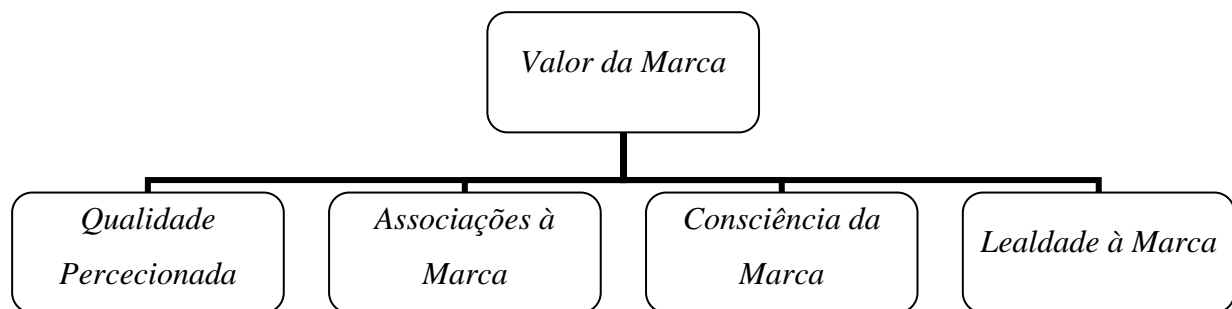 Valor da Marca
Qualidade
Percecionada
Associações à
Marca
Consciência da
Marca
Lealdade à Marca